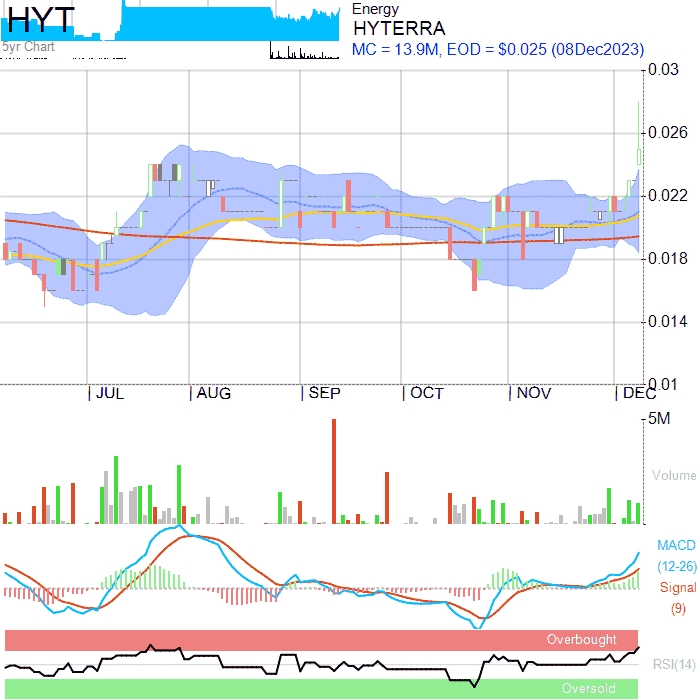 HYT
5yr Chart
Energy
HYTERRA
MC = 13.9M, EOD = $0.025 (08Dec2023)
0.03
0.026
0.022
0.018
0.014
0.01
JUL AUG SEP OCT NOV DEC
5M
Volume
MACD
(12-26)
Signal
(9)
Overbought
RSI(14)
Oversold